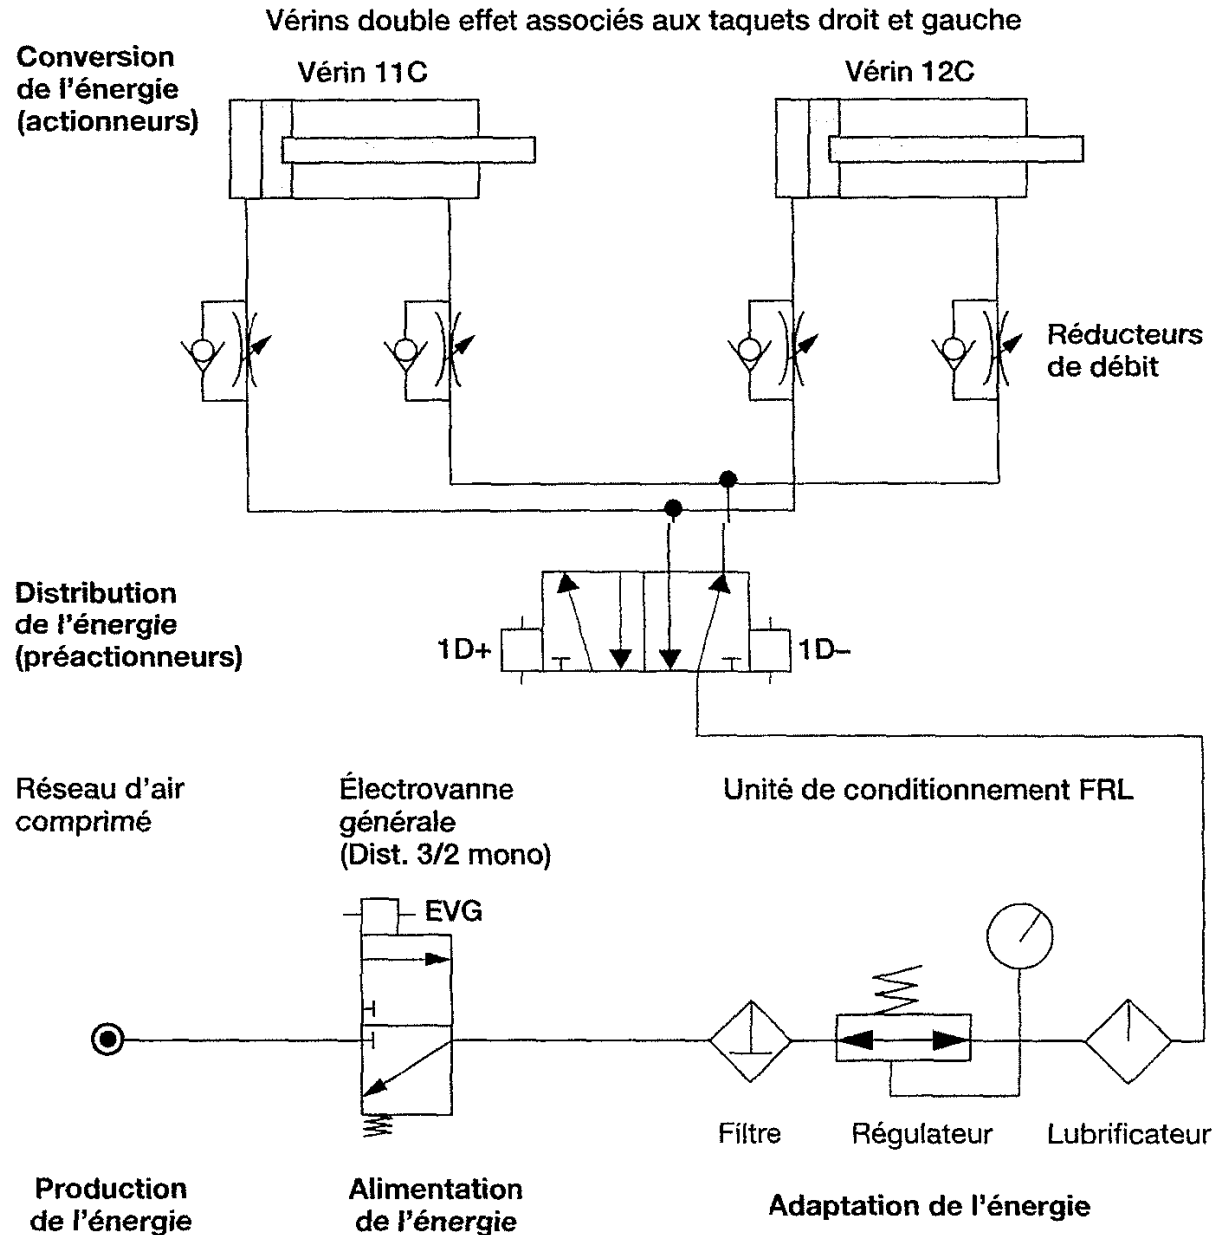 Vérins double effet associés aux taquets droit et gauche
Conversion
de l'énergie
(actionneurs)
Vérin 11C
Vérin 12C
Réducteurs
de débit
Distribution
de l'énergie
(préactionneurs)
1D+
1D–
Réseau d'air
comprimé
Électrovanne
générale
(Dist. 3/2 mono)
Unité de conditionnement FRL
EVG
Filtre
Régulateur
Lubrificateur
Production
de l'énergie
Alimentation
de l'énergie
Adaptation de l'énergie